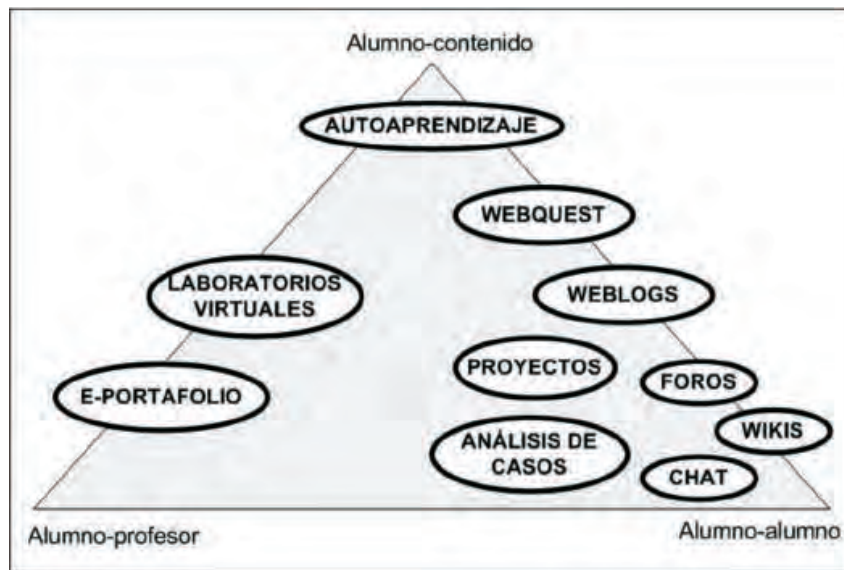 Alumno-contenido
AUTOAPRENDIZAJE
WEBQUEST
LABORATORIOS
VIRTUALES
WEBLOGS
PROYECTOS
FOROS
E-PORTAFOLIO
WIKIS
ANÁLISIS DE
CASOS
CHAT
Alumno-profesor
Alumno-alumno